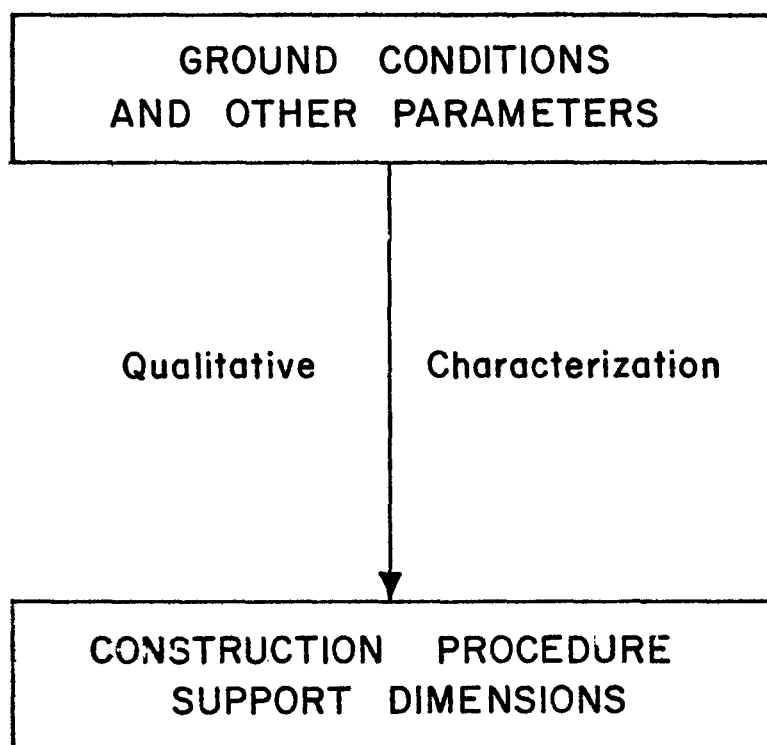 GROUND CONDITIONS
AND OTHER PARAMETERS
Qualitative Characterization
CONSTRUCTION PROCEDURE
SUPPORT DIMENSIONS